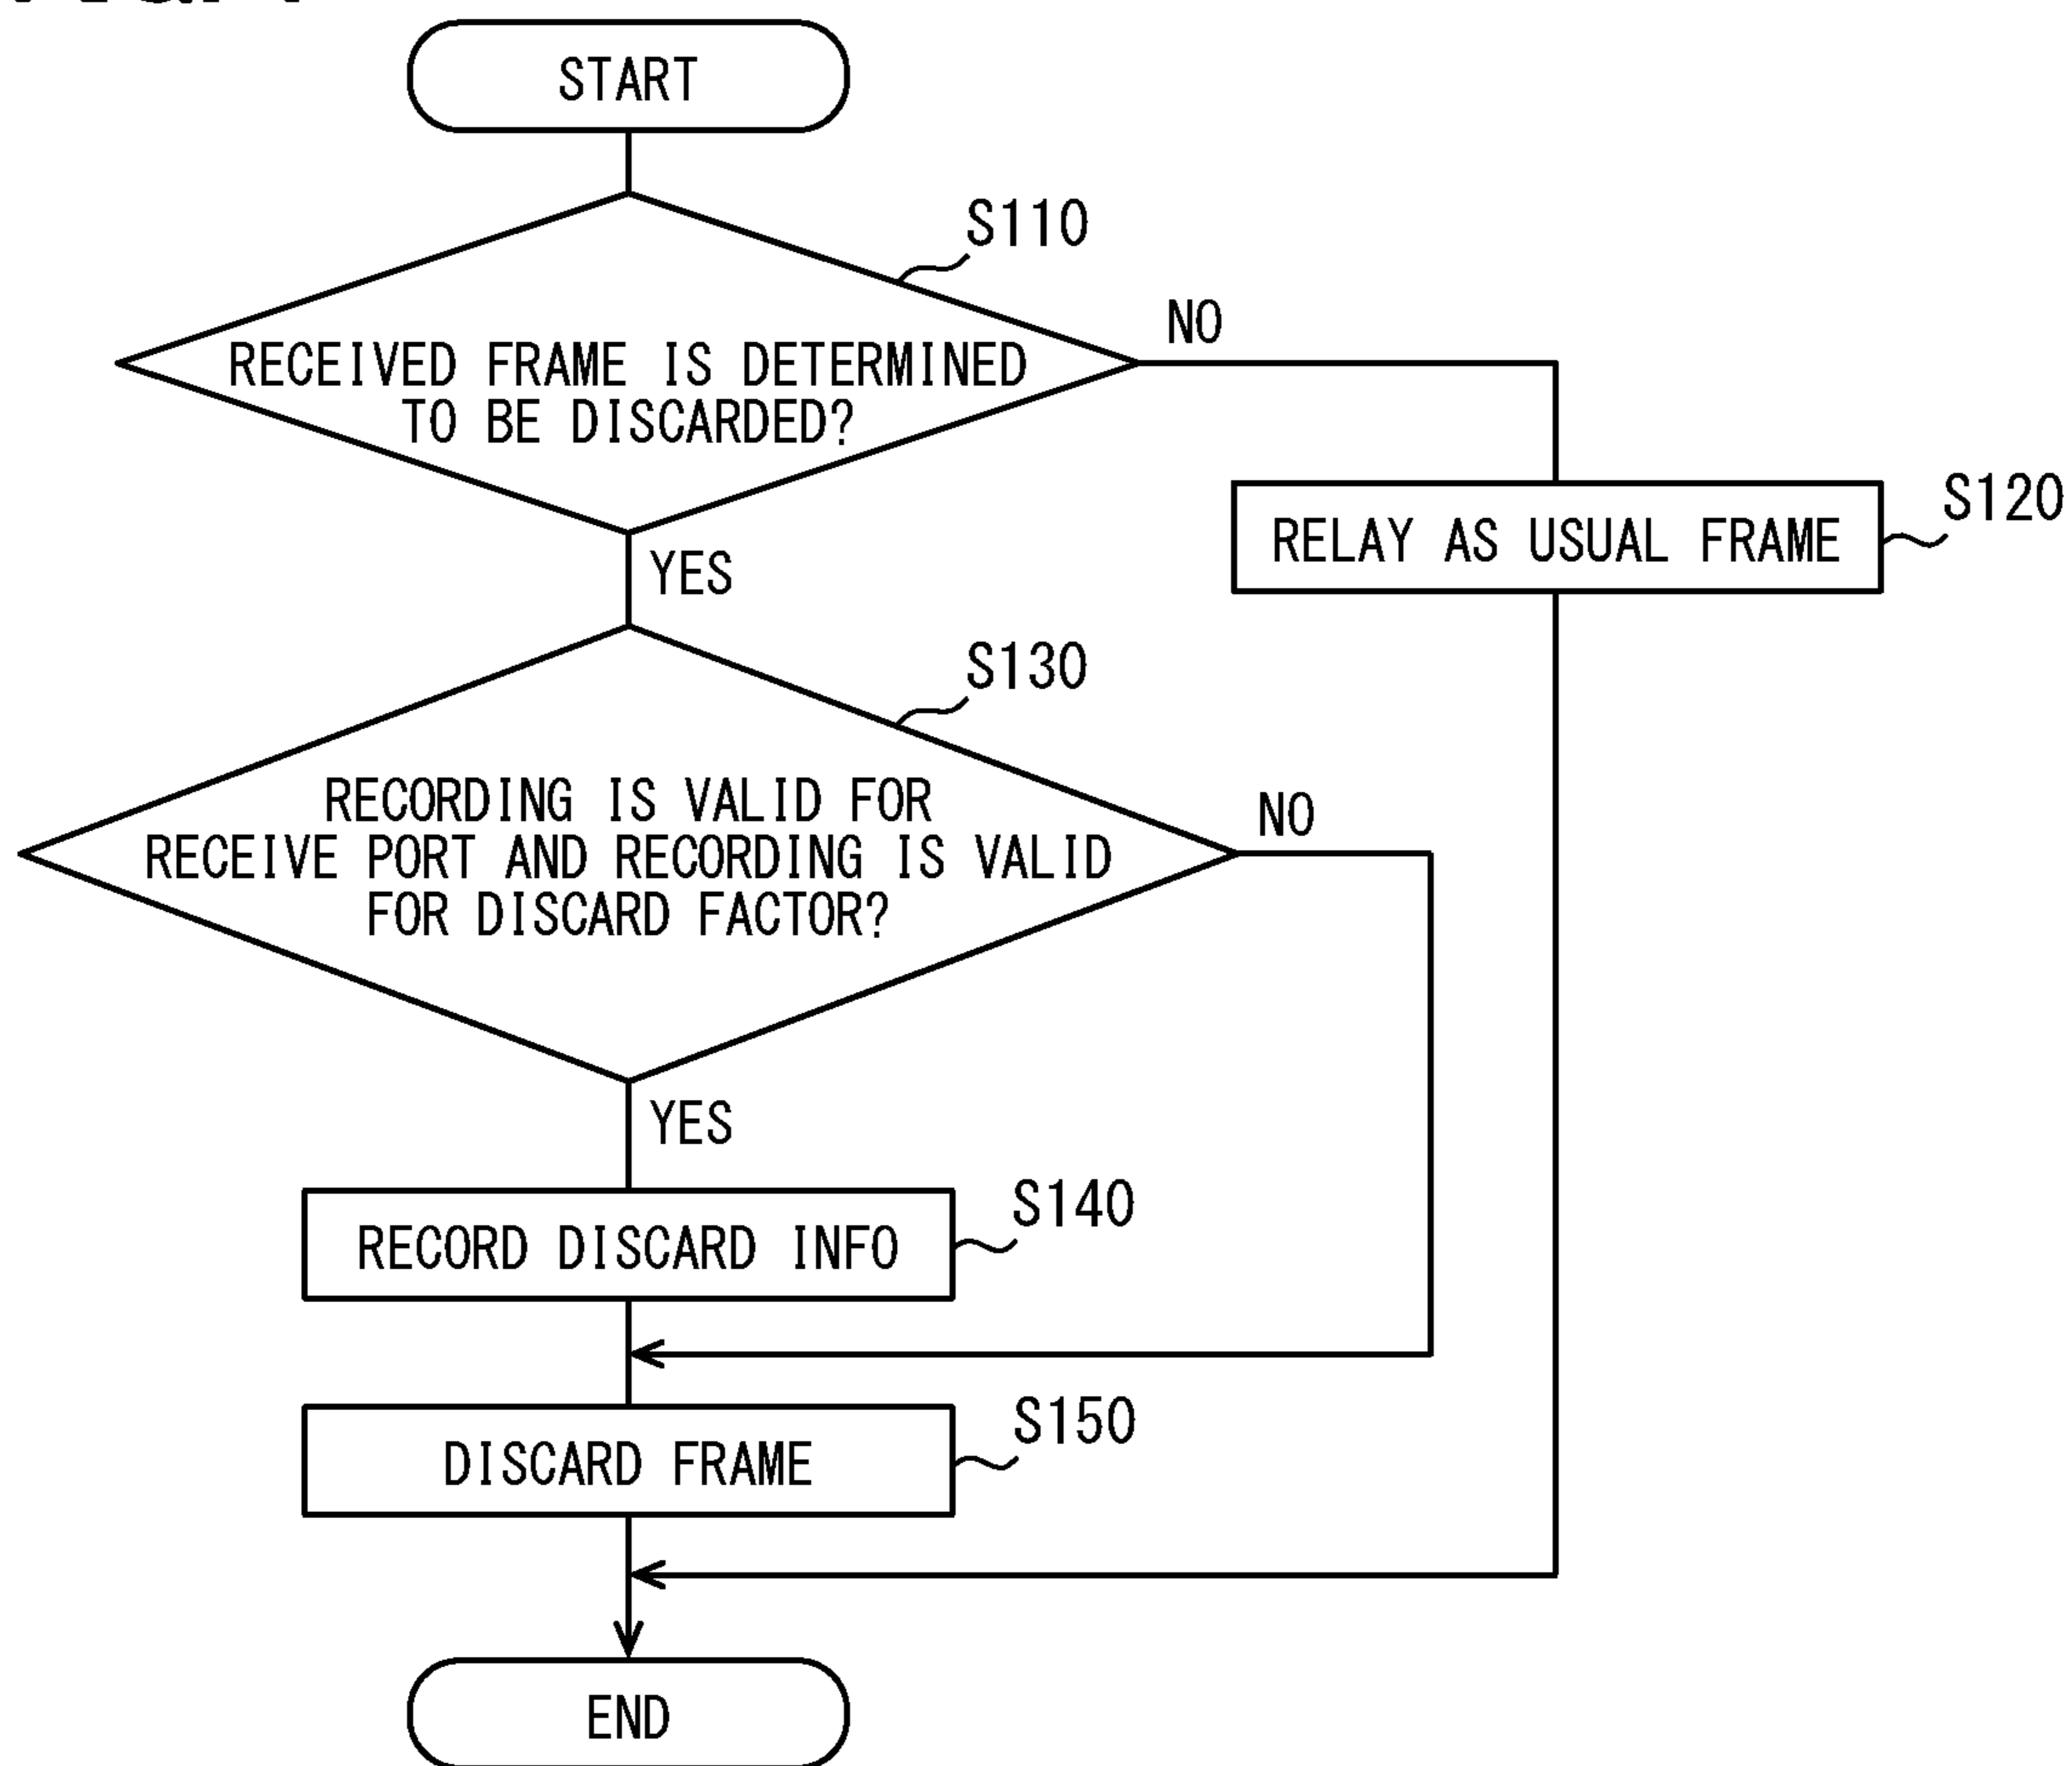 START
S110
NO
RECEIVED FRAME IS DETERMINED
TO BE DISCARDED?
S120
RELAY AS USUAL FRAME
YES
S130
RECORDING IS VALID FOR
RECEIVE PORT AND RECORDING IS VALID
FOR DISCARD FACTOR?
NO
YES
S140
RECORD DISCARD INFO
S150
DISCARD FRAME
END